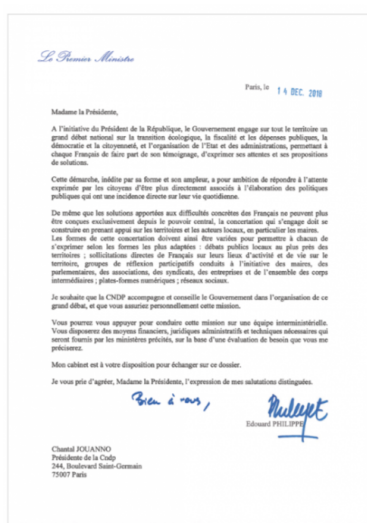 Le Premier Ministre
Paris, le 14 DEC. 2018
Madame la Présidente,
A l'initiative du Président de la République, le Gouvernement engage sur tout le territoire un
grand débat national sur la transition écologique, la fiscalité et les dépenses publiques, la
démocratie et la citoyenneté, et l'organisation de l'Etat et des administrations, permettant à
chaque Français de faire part de son témoignage, d'exprimer ses attentes et ses propositions
de solutions.
Cette démarche, inédite par sa forme et son ampleur, a pour ambition de répondre à l'attente
exprimée par les citoyens d'être plus directement associés à l'élaboration des politiques
publiques qui ont une incidence directe sur leur vie quotidienne.
De même que les solutions apportées aux difficultés concrètes des Français ne peuvent plus
être conçues exclusivement depuis le pouvoir central, la concertation qui s'engage doit se
construire en prenant appui sur les territoires et les acteurs locaux, en particulier les maires.
Les formes de cette concertation doivent ainsi être variées pour permettre à chacun de
s'exprimer selon les formes les plus adaptées : débats publics locaux au plus près des
territoires ; sollicitations directes de Français sur leurs lieux d'activité et de vie sur le
territoire, groupes de réflexion participatifs conduits à l'initiative des maires, des
parlementaires, des associations, des syndicats, des entreprises et de l'ensemble des corps
intermédiaires ; plates-formes numériques ; réseaux sociaux.
Je souhaite que la CNDP accompagne et conseille le Gouvernement dans l'organisation de ce
grand débat, et que vous assuriez personnellement cette mission.
Vous pourrez vous appuyer pour conduire cette mission sur une équipe interministérielle.
Vous disposerez des moyens financiers, juridiques administratifs et techniques nécessaires qui
seront fournis par les ministères précités, sur la base d'une évaluation de besoin que vous me
préciserez.
Mon cabinet est à votre disposition pour échanger sur ce dossier.
Je vous prie d'agréer, Madame la Présidente, l'expression de mes salutations distinguées.
Bien à vous,
Edouard PHILIPPE
Chantal JOUANNO
Présidente de la Cndp
244, Boulevard Saint-Germain
75007 Paris